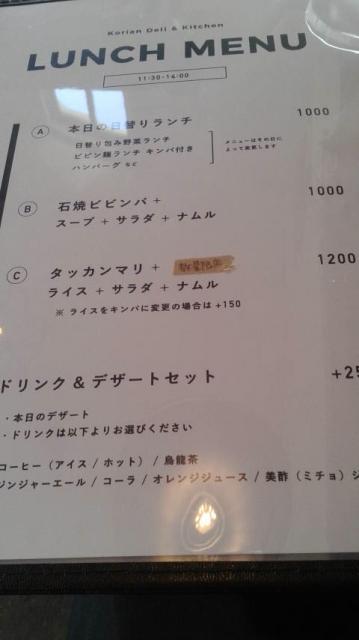 Korian Deli & Kitchen
LUNCH MENU
11:30-14:00
A 本日の日替りランチ 1000
日替り包み野菜ランチ
ビビン麺ランチ キンパ付き
ハンバーグ etc
メニューはその日に
よって変更します
B 石焼ビビンバ + 1000
スープ + サラダ + ナムル
C タッカンマリ + 数量限定 1200
ライス + サラダ + ナムル
※ ライスをキンパに変更の場合は +150
ドリンク & デザートセット +25
・本日のデザート
・ドリンクは以下よりお選びください
コーヒー（アイス / ホット） / 烏龍茶
ジンジャーエール / コーラ / オレンジジュース / 美酢（ミチョ）ジ